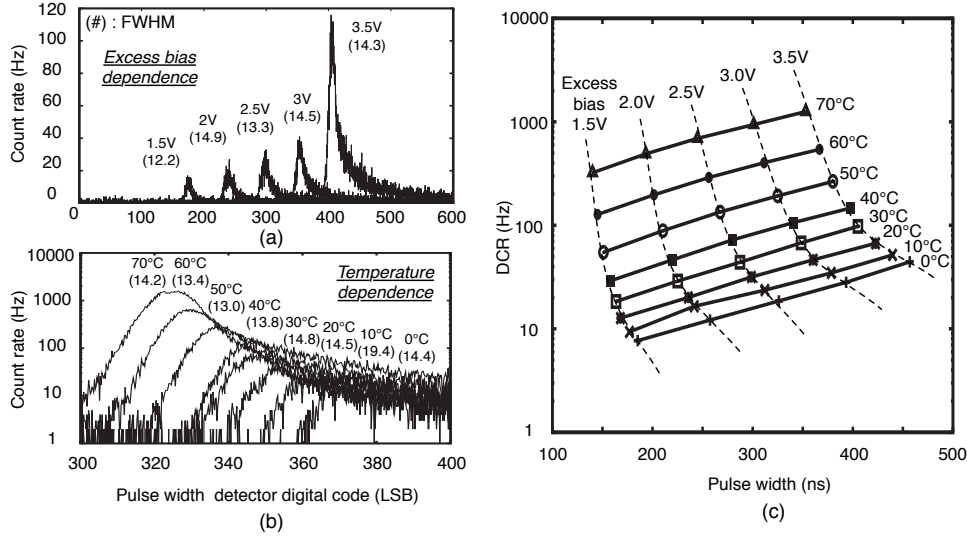 (#) : FWHM
Excess bias
dependence
Count rate (Hz)
120
100
80
60
40
20
0
1.5V
(12.2)
2V
(14.9)
2.5V
(13.3)
3V
(14.5)
3.5V
(14.3)
0 100 200 300 400 500 600
(a)
Temperature
dependence
Count rate (Hz)
10000
1000
100
10
1
70°C
(14.2)
60°C
(13.4)
50°C
(13.0)
40°C
(13.8)
30°C
(14.8)
20°C
(14.5)
10°C
(19.4)
0°C
(14.4)
300 320 340 360 380 400
Pulse width detector digital code (LSB)
(b)
DCR (Hz)
10000
1000
100
10
1
Excess
bias
1.5V
2.0V
2.5V
3.0V
3.5V
70°C
60°C
50°C
40°C
30°C
20°C
10°C
0°C
100 200 300 400 500
Pulse width (ns)
(c)